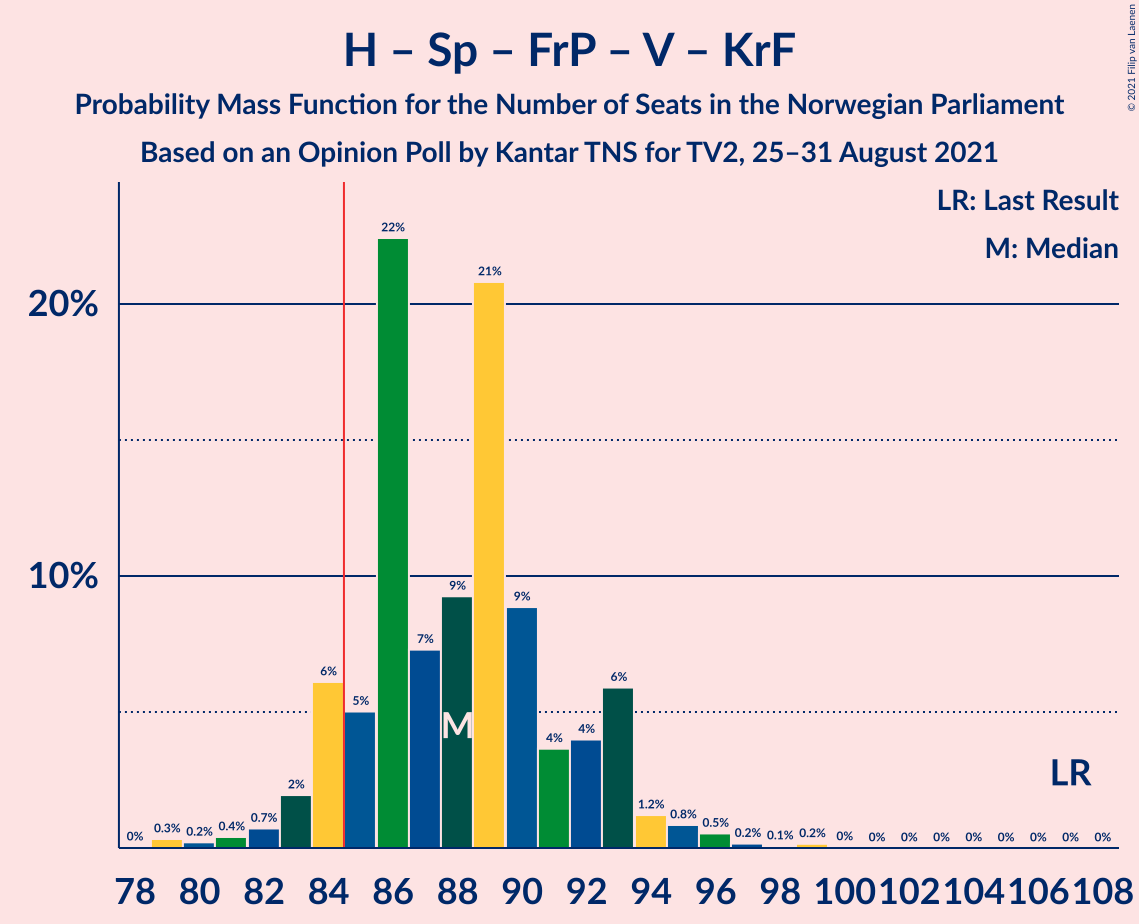 H – Sp – FrP – V – KrF
Probability Mass Function for the Number of Seats in the Norwegian Parliament
Based on an Opinion Poll by Kantar TNS for TV2, 25–31 August 2021
© 2021 Filip van Laenen
LR: Last Result
M: Median
20%
10%
0% 0.3% 0.2% 0.4% 0.7% 2% 6% 5% 22% 7% 9% 21% 9% 4% 4% 6% 1.2% 0.8% 0.5% 0.2% 0.1% 0.2% 0% 0% 0% 0% 0% 0% 0% 0% 0%
M
LR
78 80 82 84 86 88 90 92 94 96 98 100 102 104 106 108